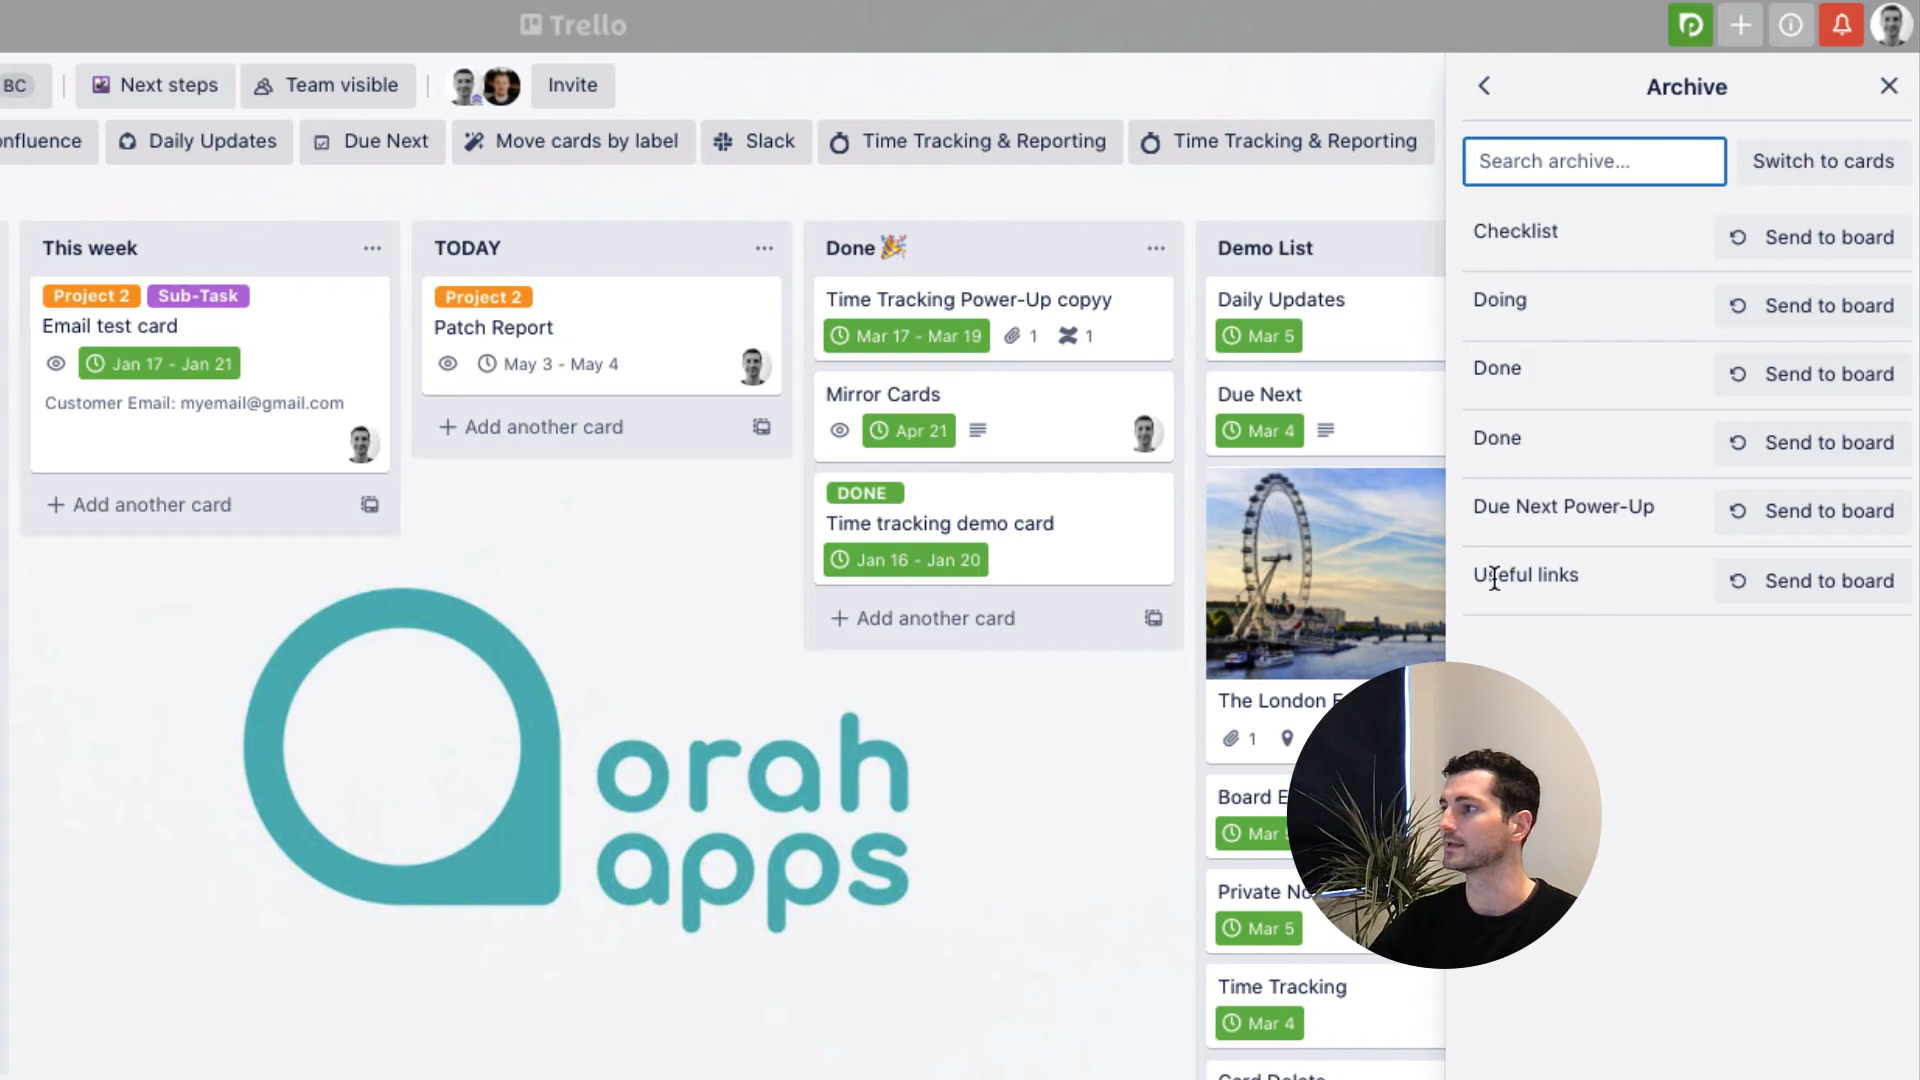 Trello
BC
Next steps
Team visible
Invite
onfluence
Daily Updates
Due Next
Move cards by label
Slack
Time Tracking & Reporting
Time Tracking & Reporting
This week
Project 2
Sub-Task
Email test card
Jan 17 - Jan 21
Customer Email: myemail@gmail.com
+ Add another card
TODAY
Project 2
Patch Report
May 3 - May 4
+ Add another card
Done 🎉
Time Tracking Power-Up copyy
Mar 17 - Mar 19
1
1
Mirror Cards
Apr 21
DONE
Time tracking demo card
Jan 16 - Jan 20
+ Add another card
Demo List
Daily Updates
Mar 5
Due Next
Mar 4
The London
1
Board E
Mar
Private No
Mar 5
Time Tracking
Mar 4
Archive
Search archive...
Switch to cards
Checklist
Send to board
Doing
Send to board
Done
Send to board
Done
Send to board
Due Next Power-Up
Send to board
Useful links
Send to board
orah
apps